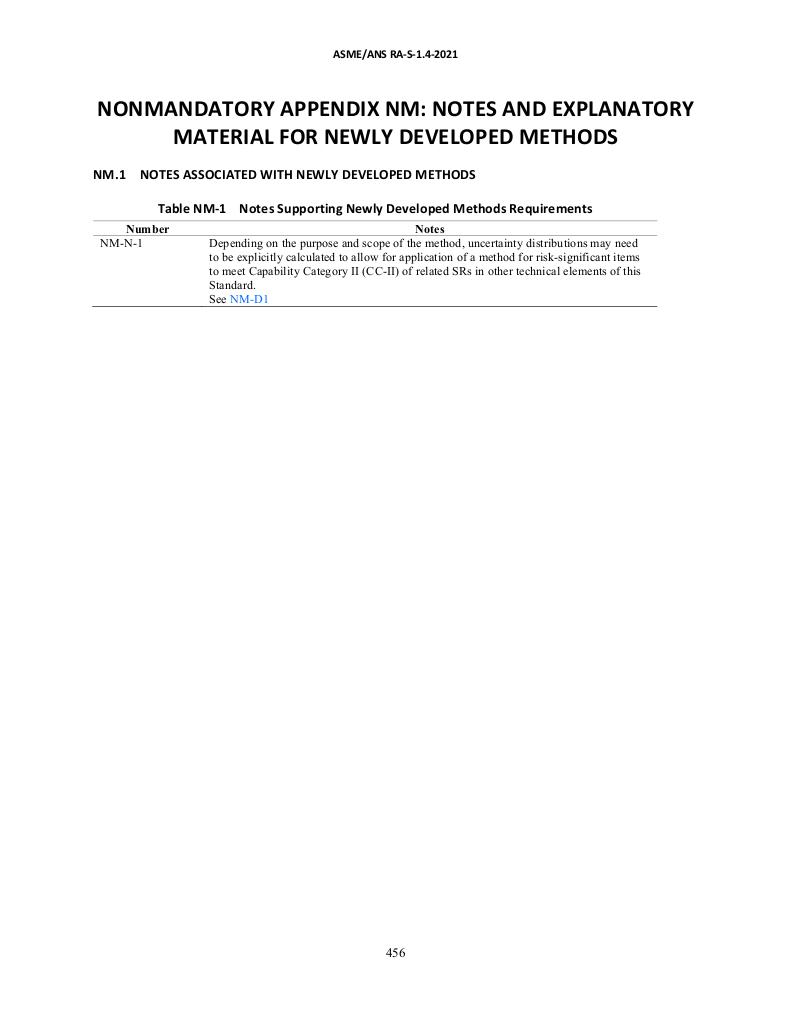 ASME/ANS RA-S-1.4-2021
NONMANDATORY APPENDIX NM: NOTES AND EXPLANATORY
MATERIAL FOR NEWLY DEVELOPED METHODS
NM.1 NOTES ASSOCIATED WITH NEWLY DEVELOPED METHODS
Table NM-1 Notes Supporting Newly Developed Methods Requirements
Number Notes
NM-N-1 Depending on the purpose and scope of the method, uncertainty distributions may need
to be explicitly calculated to allow for application of a method for risk-significant items
to meet Capability Category II (CC-II) of related SRs in other technical elements of this
Standard.
See NM-D1
456